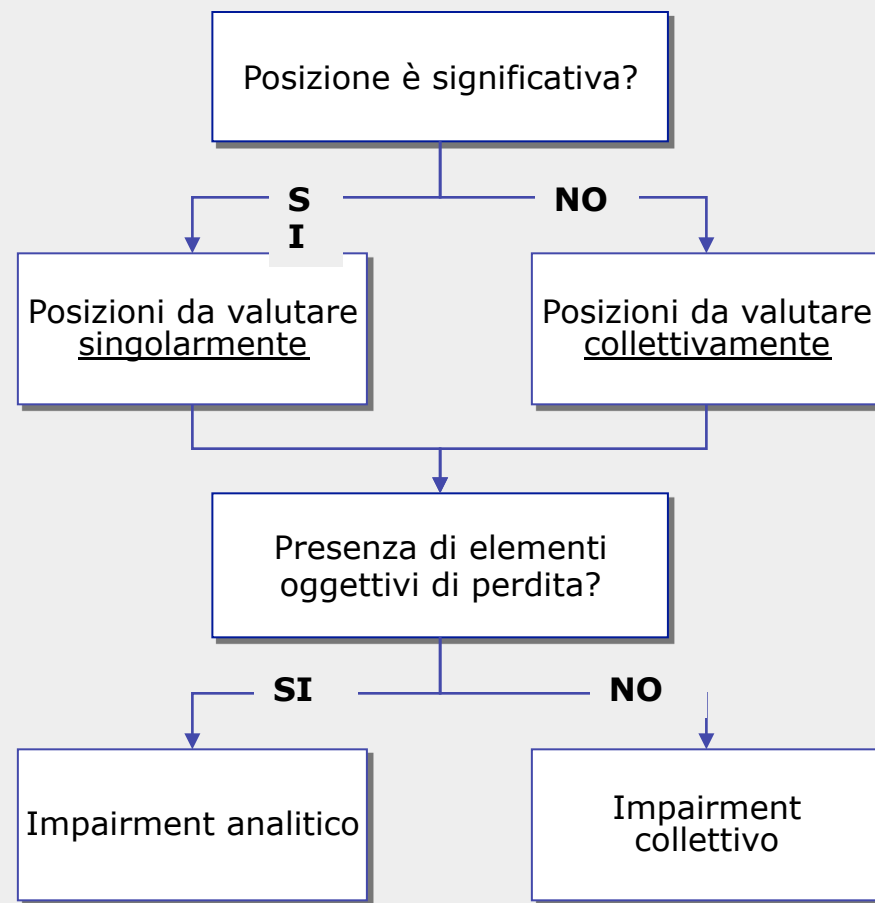 Posizione è significativa?
S
I
NO
Posizioni da valutare
singolarmente
Posizioni da valutare
collettivamente
Presenza di elementi
oggettivi di perdita?
SI
NO
Impairment analitico
Impairment
collettivo